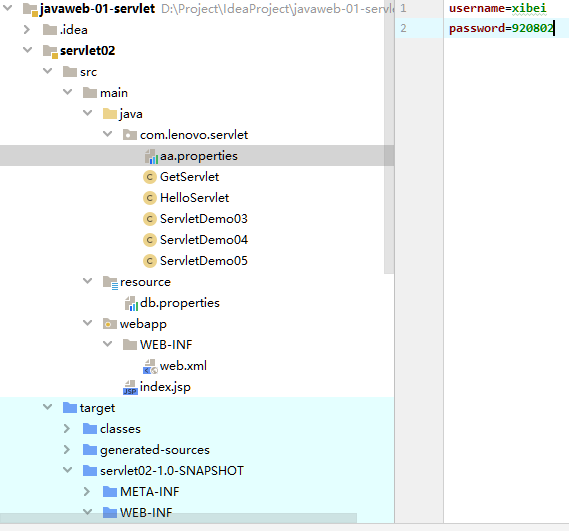 javaweb-01-servlet D:\Project\IdeaProject\javaweb-01-serv
.idea
servlet02
src
main
java
com.lenovo.servlet
aa.properties
GetServlet
HelloServlet
ServletDemo03
ServletDemo04
ServletDemo05
resource
db.properties
webapp
WEB-INF
web.xml
index.jsp
target
classes
generated-sources
servlet02-1.0-SNAPSHOT
META-INF
WEB-INF
1 username=xibei
2 password=920802